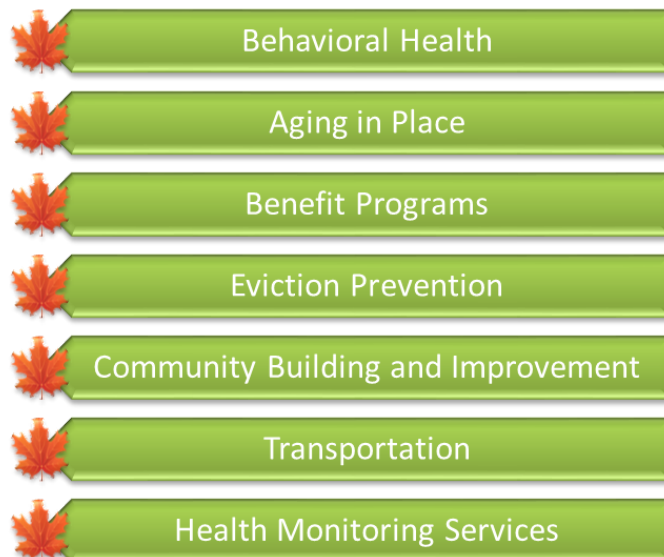 Behavioral Health
Aging in Place
Benefit Programs
Eviction Prevention
Community Building and Improvement
Transportation
Health Monitoring Services